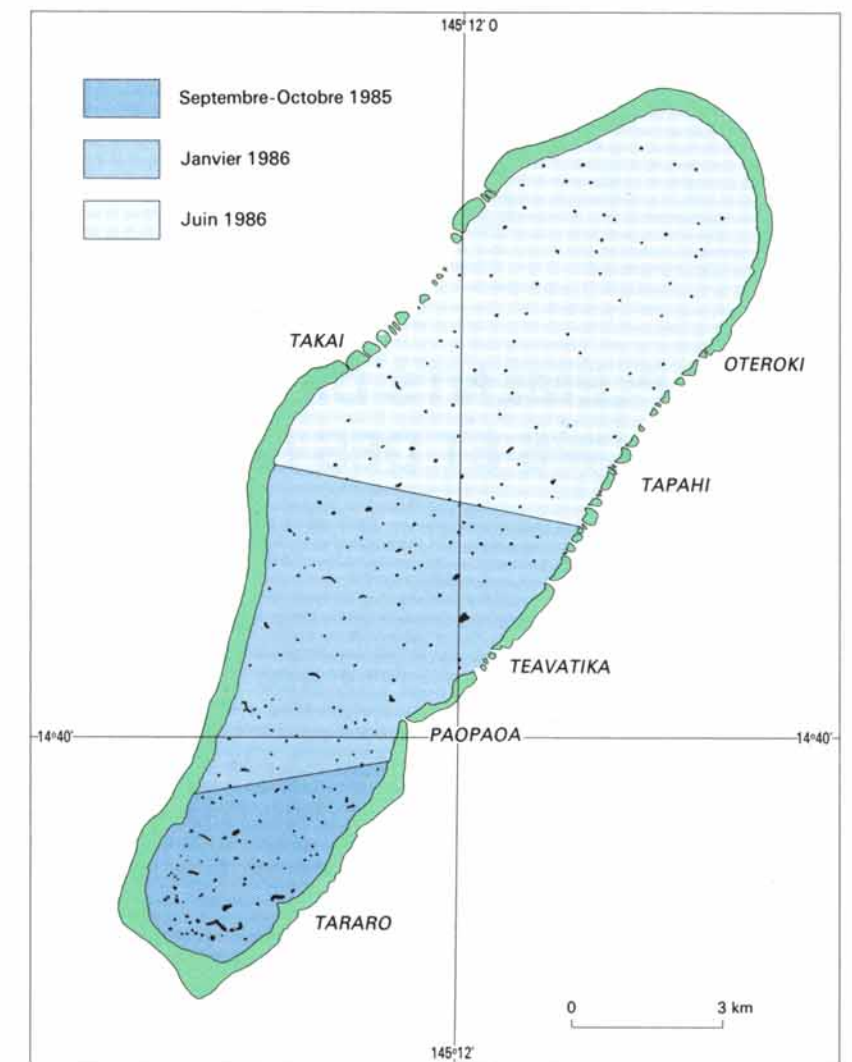 145°12'O
Septembre-Octobre 1985
Janvier 1986
Juin 1986
TAKAI
OTEROKI
TAPAHI
TEAVATIKA
14°40'
PAOPAOA
14°40'
TARARO
0 3 km
145°12'